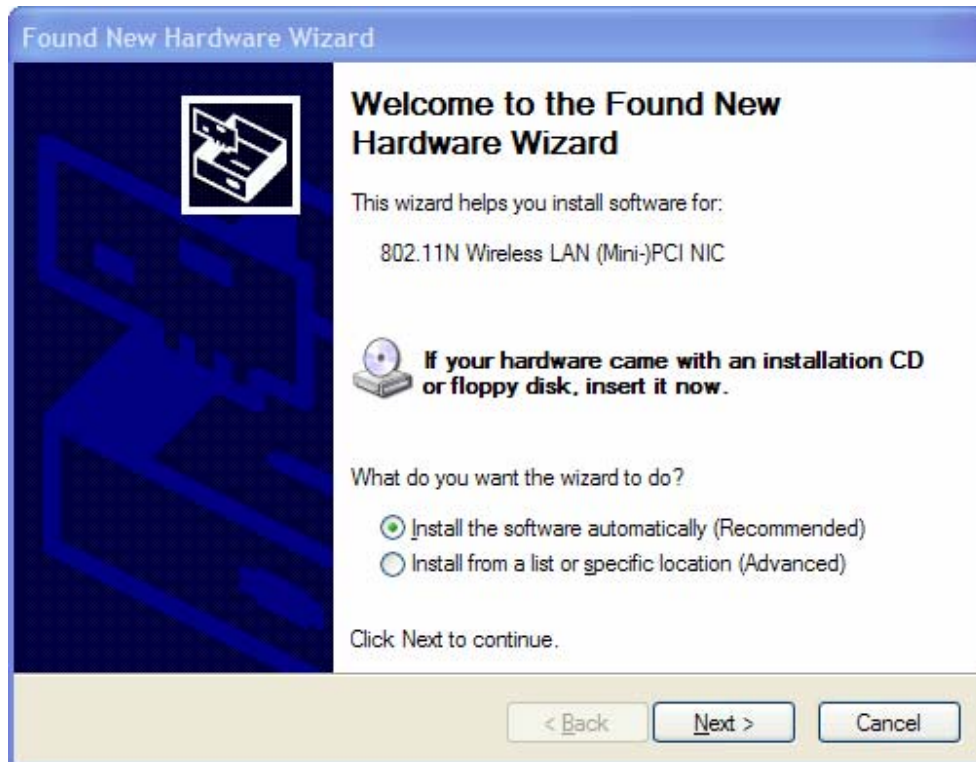 Found New Hardware Wizard
Welcome to the Found New
Hardware Wizard
This wizard helps you install software for:
802.11N Wireless LAN (Mini-)PCI NIC
If your hardware came with an installation CD
or floppy disk, insert it now.
What do you want the wizard to do?
Install the software automatically (Recommended)
Install from a list or specific location (Advanced)
Click Next to continue.
< Back Next > Cancel